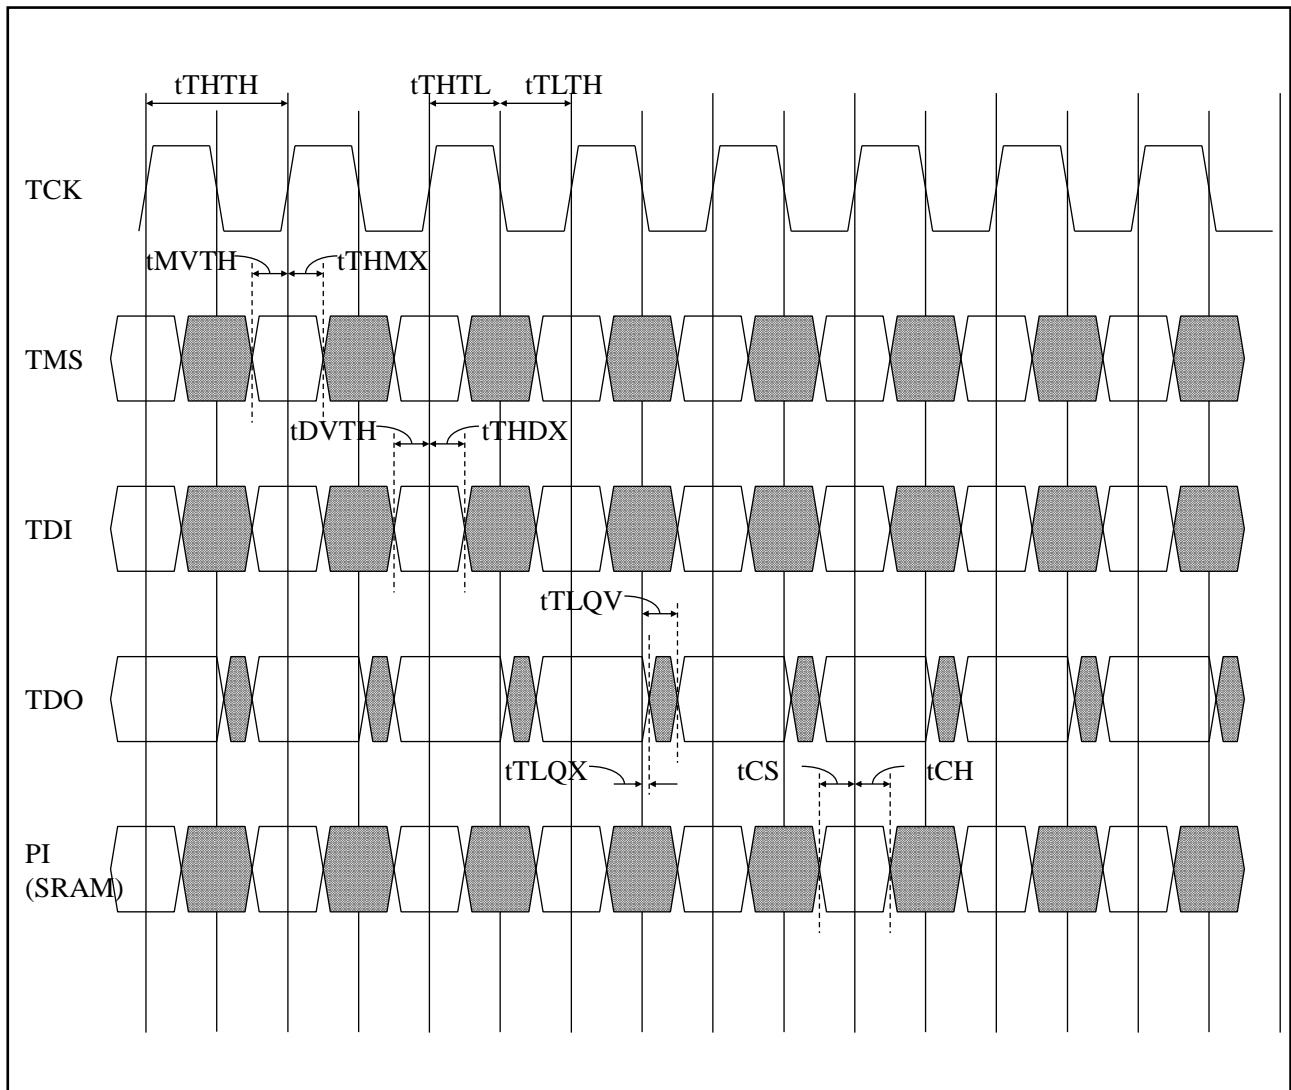 tTHTH
tTHTL
tTLTH
TCK
tMVTH
tTHMX
TMS
tDVTH
tTHDX
TDI
tTLQV
TDO
tTLQX
tCS
tCH
PI
(SRAM)